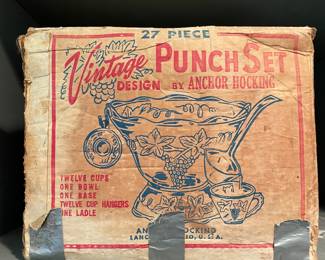 27 PIECE
Vintage PUNCH SET
DESIGN BY ANCHOR HOCKING
TWELVE CUPS
ONE BOWL
ONE BASE
TWELVE CUP HANGERS
ONE LADLE
HOCKING
U. S. A.